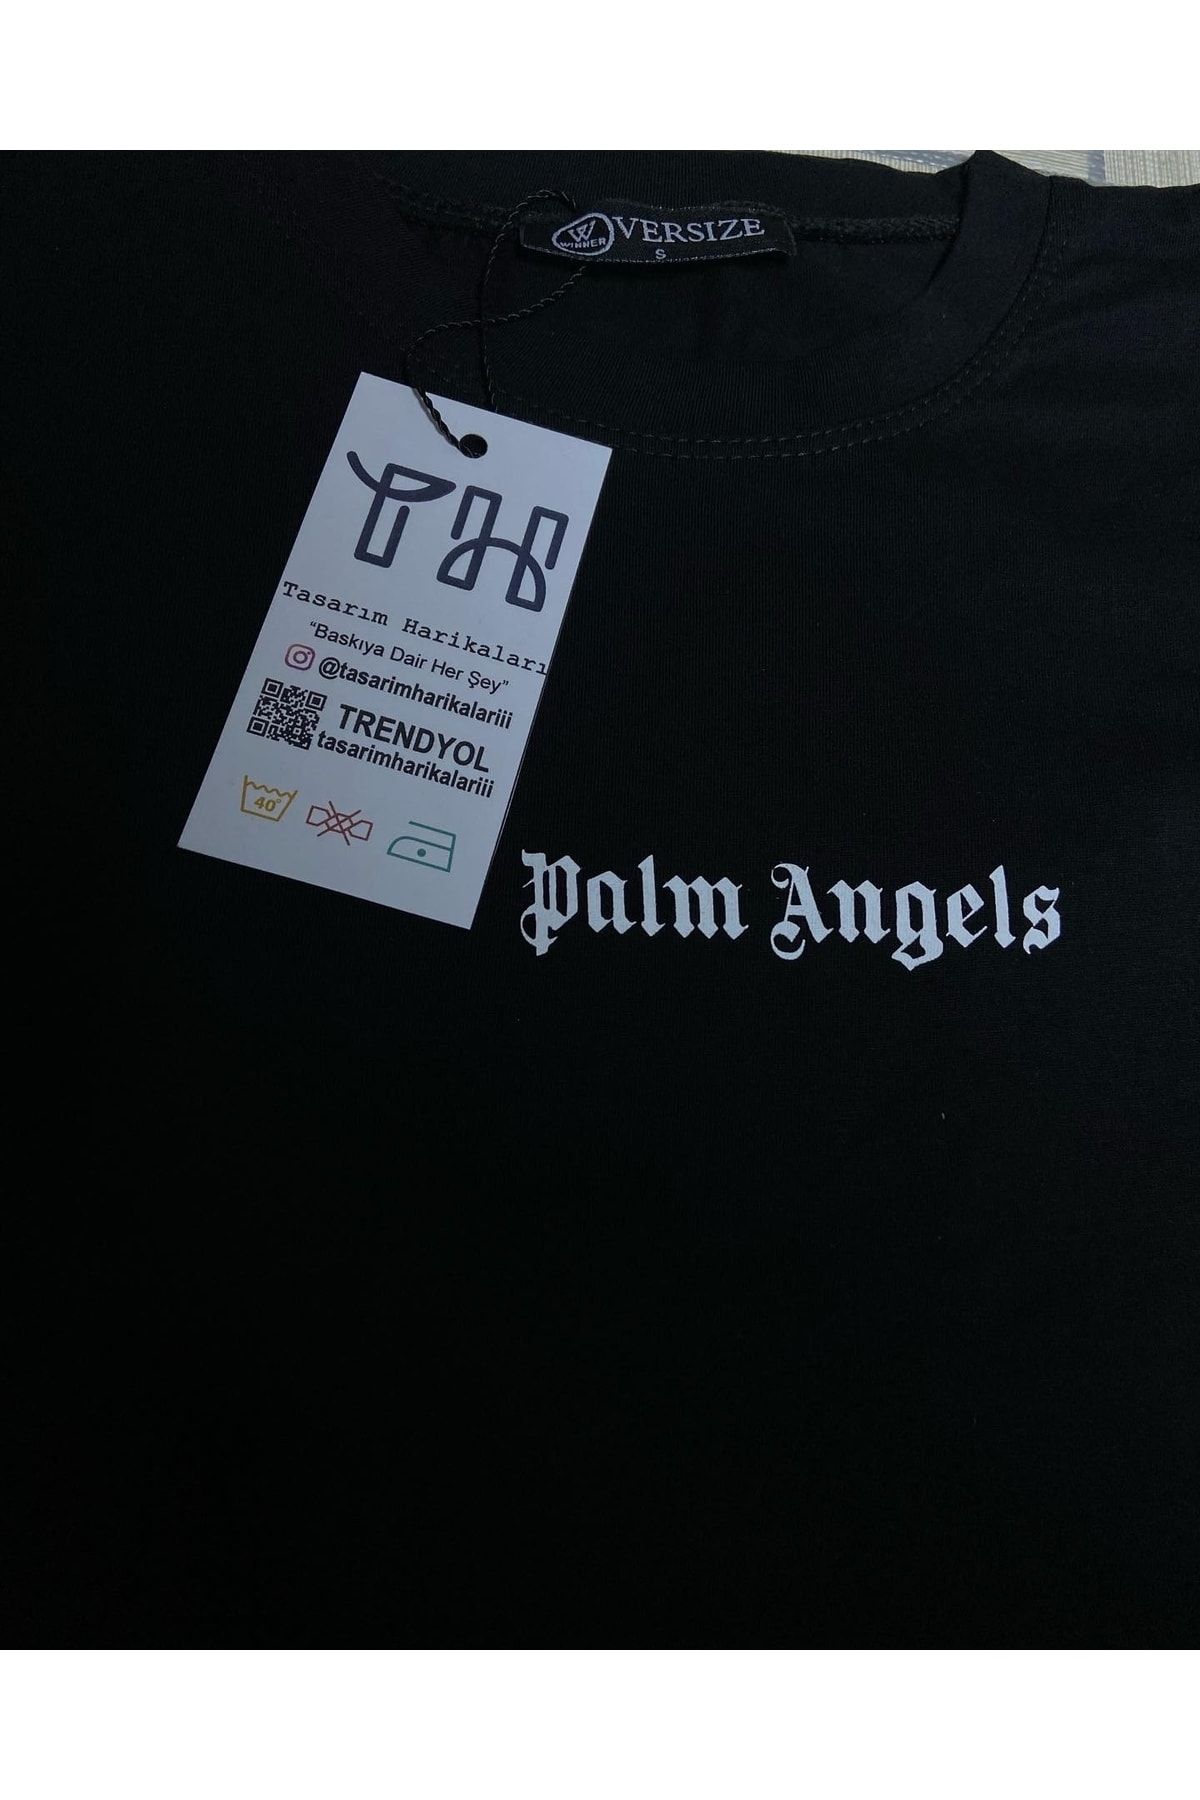 WINNER
VERSIZE
S
TH
Tasarım Harikaları
“Baskıya Dair Her Şey”
@tasarimharikalariii
TRENDYOL
tasarimharikalariii
40°
Palm Angels